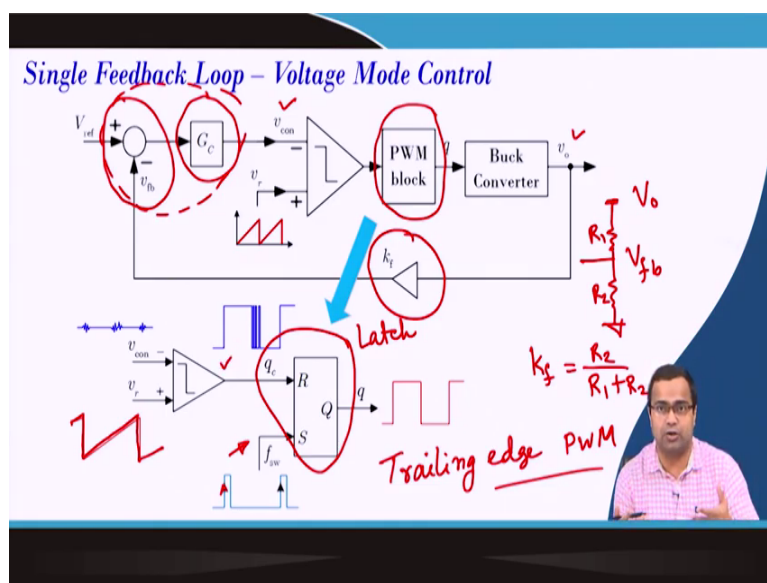 Single Feedback Loop – Voltage Mode Control
V_ref + − v_fb
G_C
v_con
v_r
− +
PWM block
q
Buck Converter
v_o
k_f
V_o
R_1
V_fb
R_2
k_f = R_2 / R_1+R_2
Latch
v_con −
v_r +
q_c
R
S
Q
q
f_sw
Trailing edge PWM